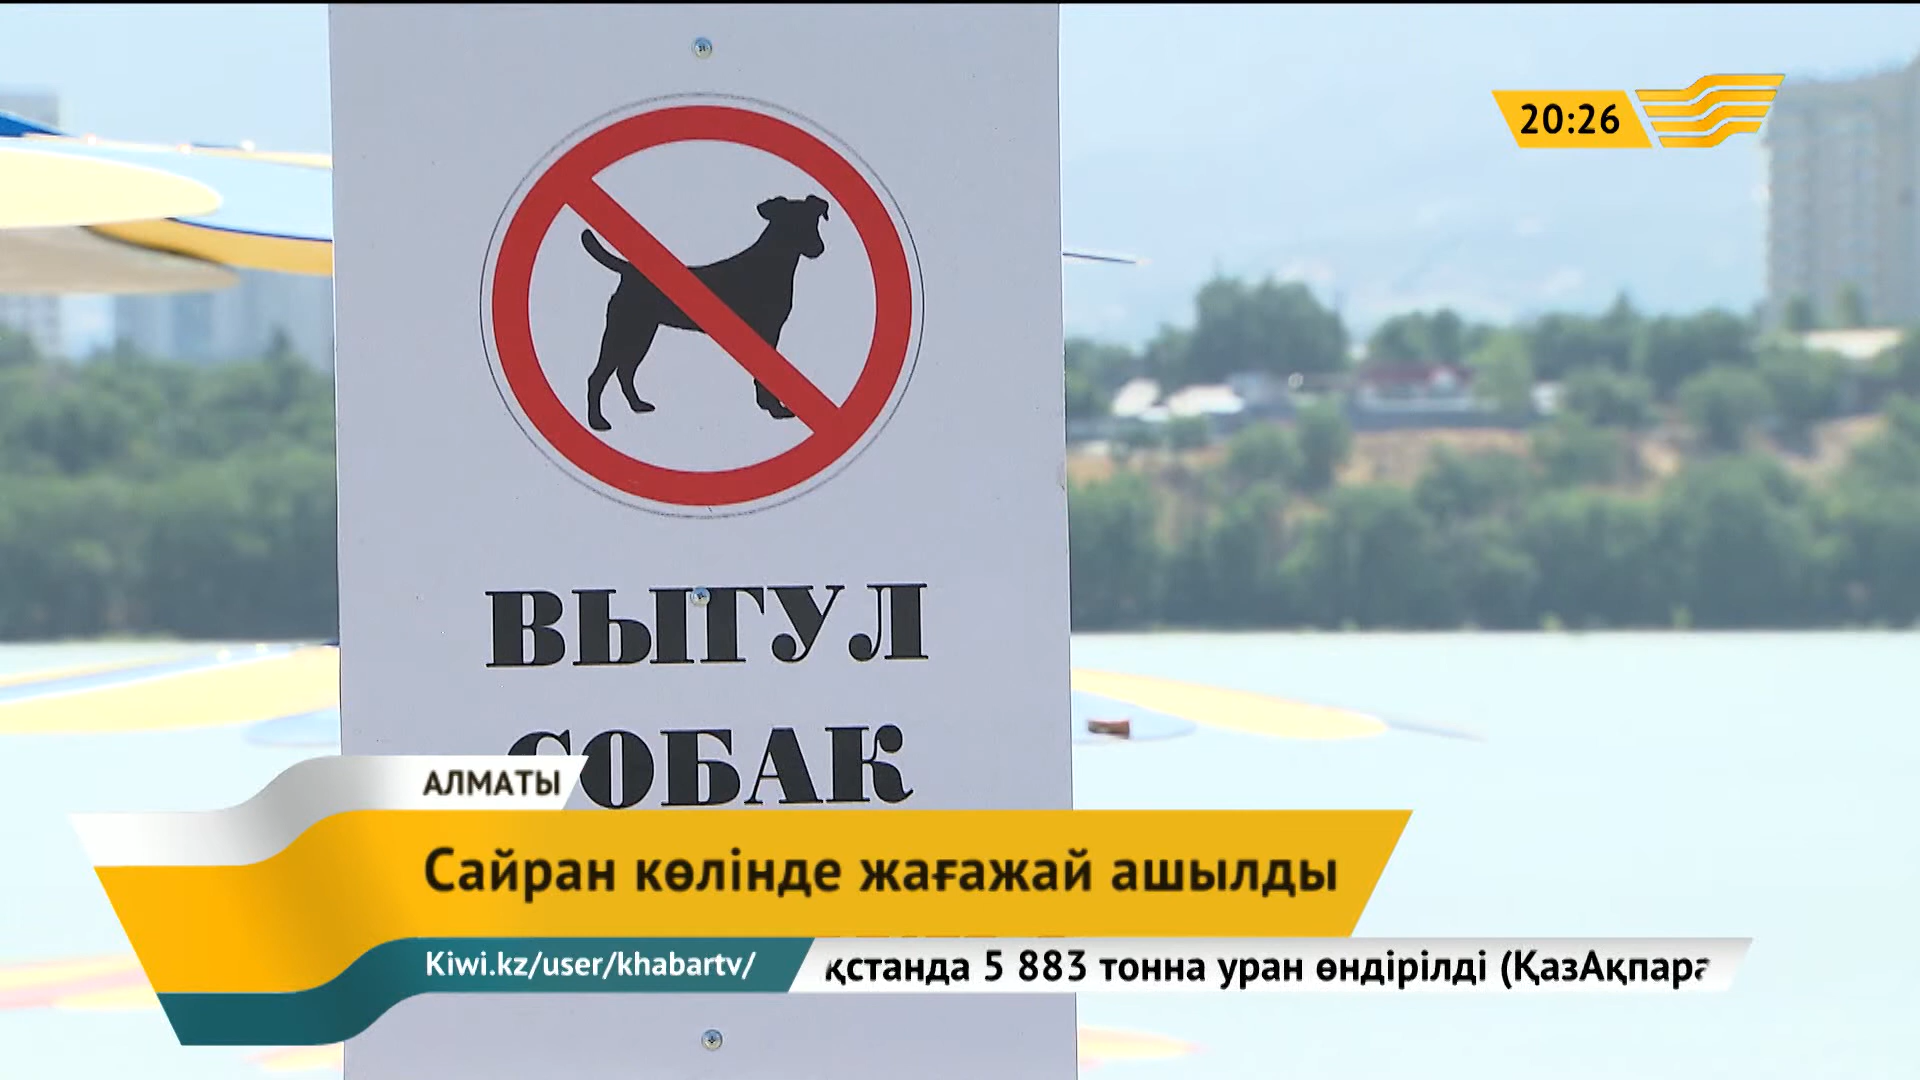 20:26
ВЫГУЛ
СОБАК
АЛМАТЫ
Сайран көлінде жағажай ашылды
Kiwi.kz/user/khabartv/
қстанда 5 883 тонна уран өндірілді (ҚазАқпара